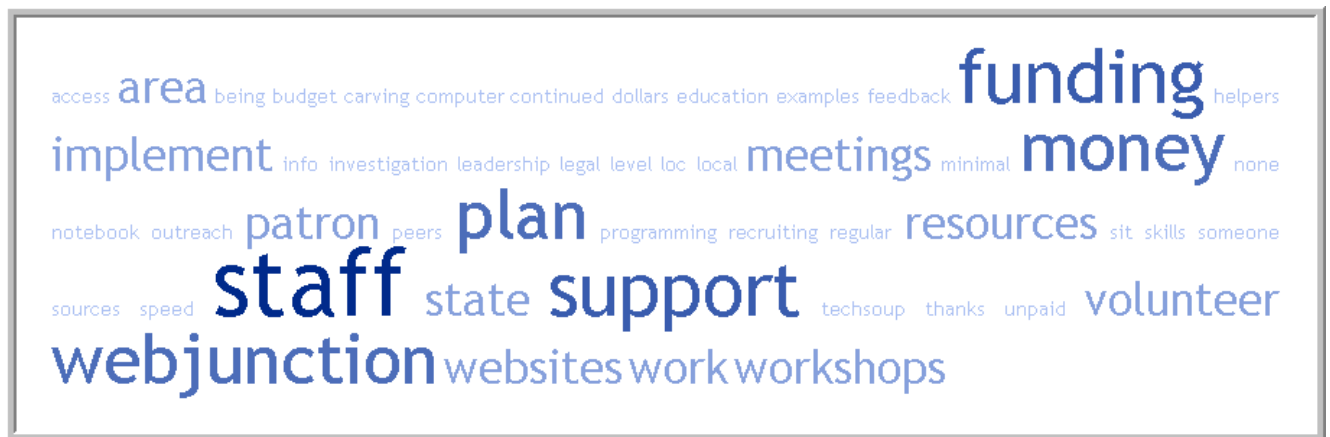 access area being budget carving computer continued dollars education examples feedback funding helpers
implement info investigation leadership legal level loc local meetings minimal money none
notebook outreach patron peers plan programming recruiting regular resources sit skills someone
sources speed staff state support techsoup thanks unpaid volunteer
webjunction websites work workshops